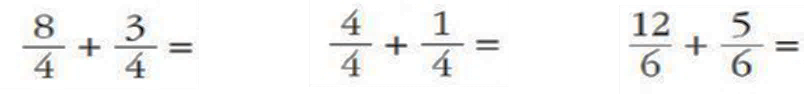 8/4 + 3/4 = 4/4 + 1/4 = 12/6 + 5/6 =